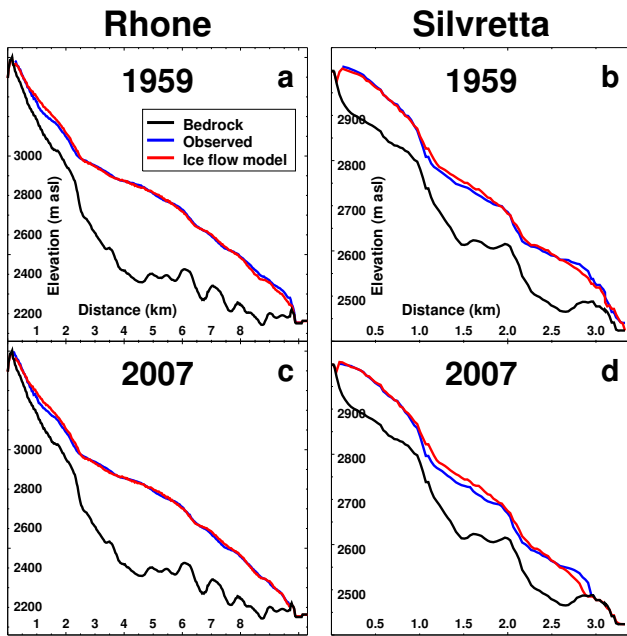 Rhone
Silvretta
1959
a
Bedrock
Observed
Ice flow model
3000
2800
2600
2400
2200
Elevation (m asl)
Distance (km)
1 2 3 4 5 6 7 8
1959
b
2900
2800
2700
2600
2500
Elevation (m asl)
Distance (km)
0.5 1.0 1.5 2.0 2.5 3.0
2007
c
3000
2800
2600
2400
2200
1 2 3 4 5 6 7 8
2007
d
2900
2800
2700
2600
2500
0.5 1.0 1.5 2.0 2.5 3.0